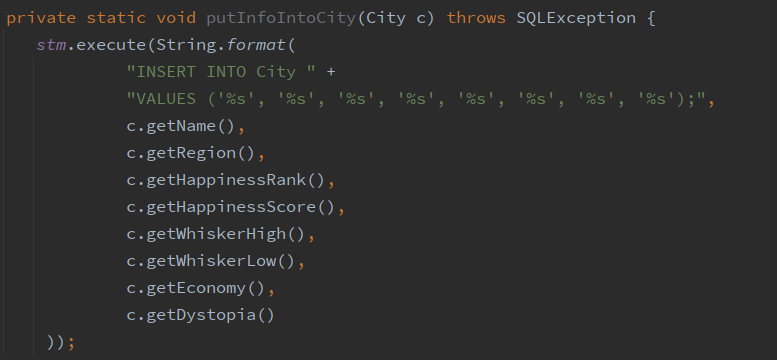 private static void putInfoIntoCity(City c) throws SQLException {
stm.execute(String.format(
"INSERT INTO City " +
"VALUES ('%s', '%s', '%s', '%s', '%s', '%s', '%s', '%s');",
c.getName(),
c.getRegion(),
c.getHappinessRank(),
c.getHappinessScore(),
c.getWhiskerHigh(),
c.getWhiskerLow(),
c.getEconomy(),
c.getDystopia()
));